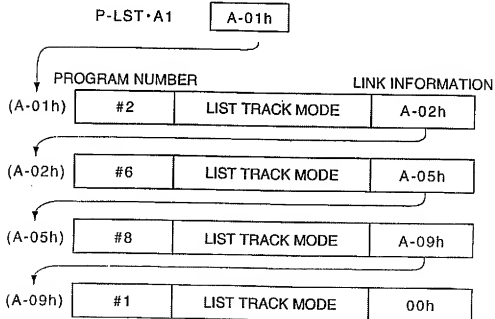 P-LST·A1 A-01h
PROGRAM NUMBER LINK INFORMATION
(A-01h) #2 LIST TRACK MODE A-02h
(A-02h) #6 LIST TRACK MODE A-05h
(A-05h) #8 LIST TRACK MODE A-09h
(A-09h) #1 LIST TRACK MODE 00h